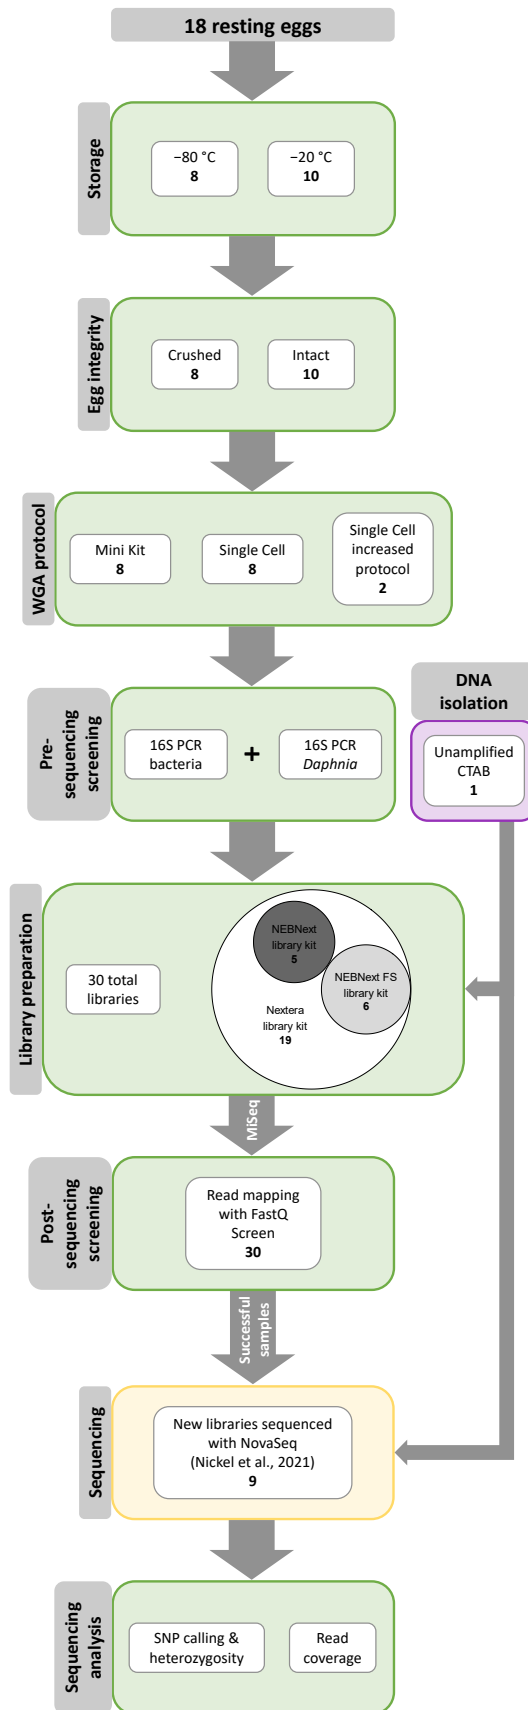 18 resting eggs
Storage
−80 °C
8
−20 °C
10
Egg integrity
Crushed
8
Intact
10
WGA protocol
Mini Kit
8
Single Cell
8
Single Cell
increased
protocol
2
Pre-
sequencing
screening
16S PCR
bacteria
+
16S PCR
Daphnia
DNA
isolation
Unamplified
CTAB
1
Library preparation
30 total
libraries
NEBNext
library kit
5
NEBNext FS
library kit
6
Nextera
library kit
19
MiSeq
Post-
sequencing
screening
Read mapping
with FastQ
Screen
30
Successful
samples
Sequencing
New libraries sequenced
with NovaSeq
(Nickel et al., 2021)
9
Sequencing
analysis
SNP calling &
heterozygosity
Read
coverage